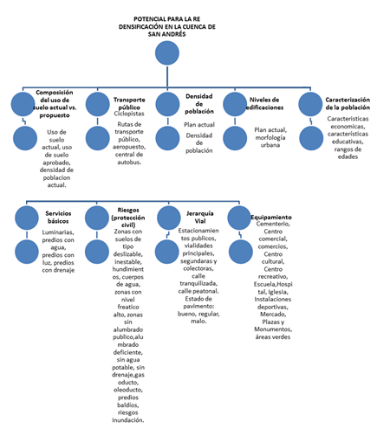 POTENCIAL PARA LA RE
DENSIFICACIÓN EN LA CUENCA DE
SAN ANDRÉS
Composición
del uso de
suelo actual vs.
propuesto
Uso de
suelo
actual, uso de
suelo
aprobado,
densidad de
poblacion
actual.
Transporte
público
Ciclopistas
Rutas de
transporte
público,
aeropuesto,
central de
autobus.
Densidad
de
población
Plan actual
Densidad
de
población
Niveles de
edificaciones
Plan actual,
morfología
urbana
Caracterización
de la población
Caracteristicas
economicas,
características
educativas,
rangos de
edades
Servicios
básicos
Luminarias,
predios con
agua,
predios con
luz, predios
con drenaje
Riesgos
(protección
civil)
Zonas con
suelos de tipo
deslizable,
inestable,
hundimient
os, cuerpos
de agua,
zonas con
nivel
freatico
alto, zonas
sin
alumbrado
publico,alu
mbrado
deficiente,
sin agua
potable, sin
drenaje,gas
oducto,
oleoducto,
predios
baldíos,
riesgos
inundación.
Jerarquía
Vial
Estacionamien
tos publicos,
vialidades
principales,
segundaras y
colectoras,
calle
tranquilizada,
calle peatonal.
Estado de
pavimento:
bueno, regular,
malo.
Equipamiento
Cementerio,
Centro
comercial,
comercios,
Centro
cultural,
Centro
recreativo,
Escuela,Hospi
tal, Iglesia,
Instalaciones
deportivas,
Mercado,
Plazas y
Monumentos,
áreas verdes